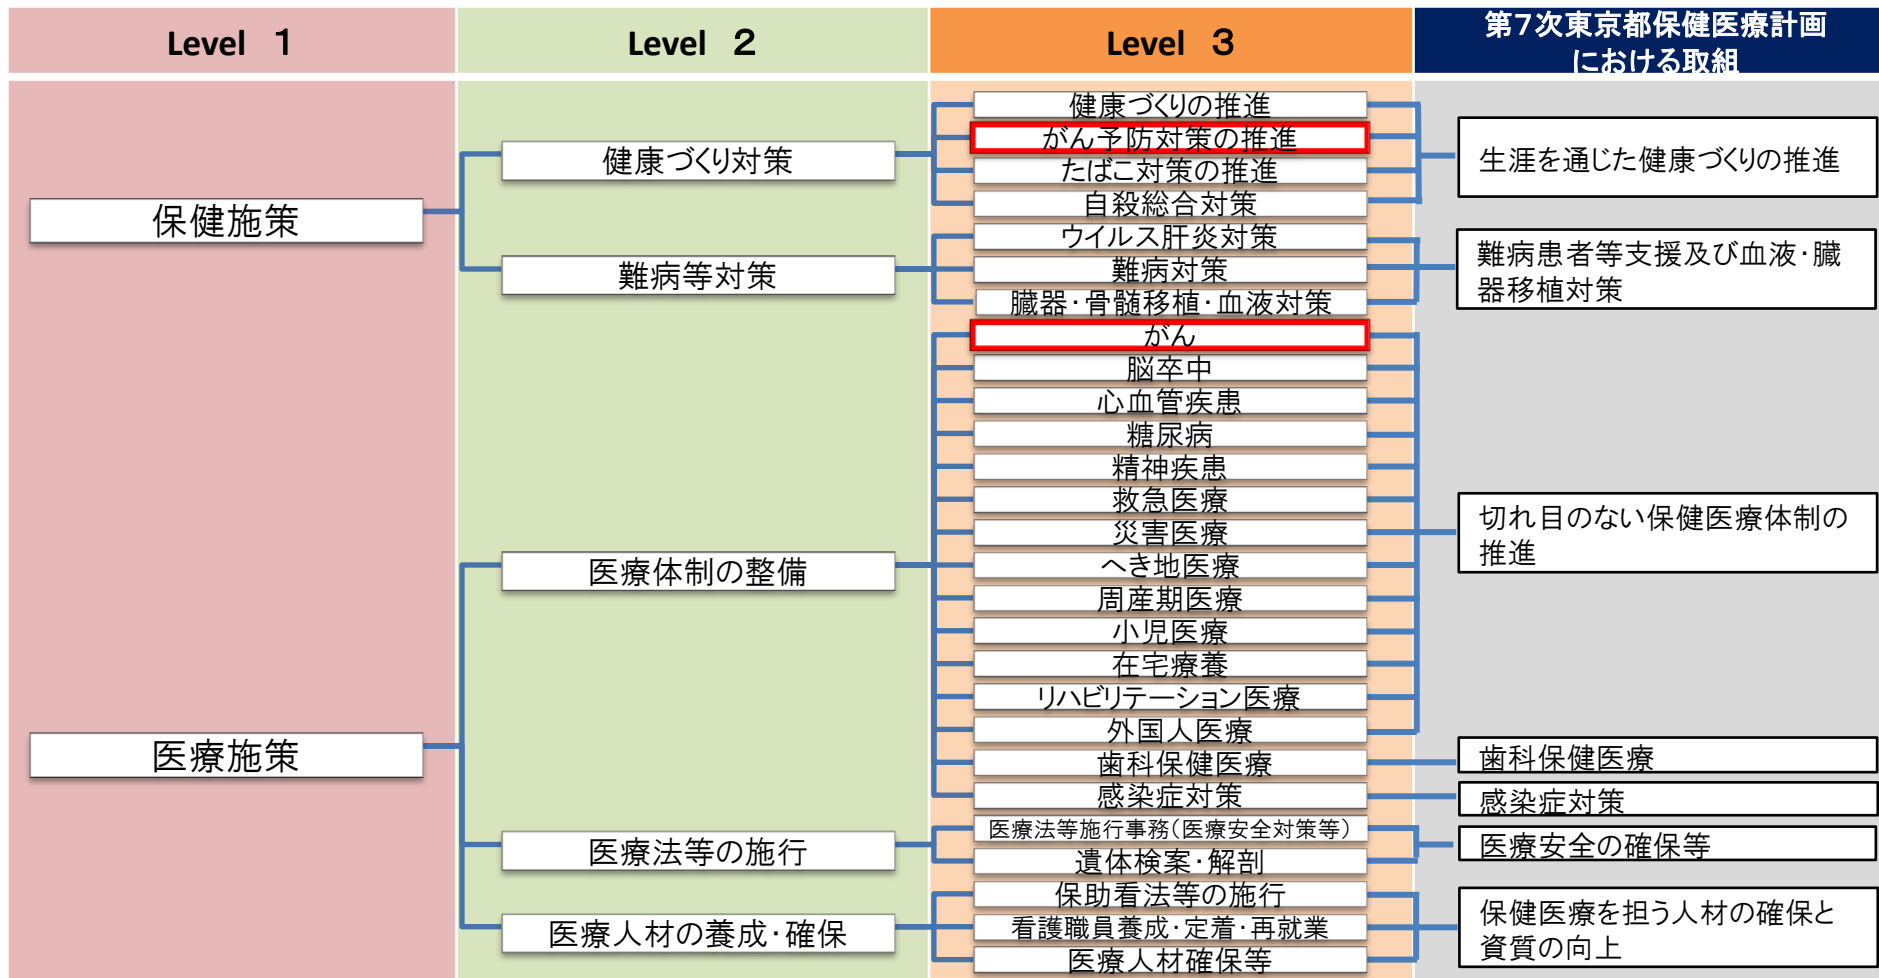 Level １
Level ２
Level ３
第７次東京都保健医療計画
における取組
保健施策
医療施策
健康づくり対策
難病等対策
医療体制の整備
医療法等の施行
医療人材の養成･確保
健康づくりの推進
がん予防対策の推進
たばこ対策の推進
自殺総合対策
ウイルス肝炎対策
難病対策
臓器･骨髄移植･血液対策
がん
脳卒中
心血管疾患
糖尿病
精神疾患
救急医療
災害医療
へき地医療
周産期医療
小児医療
在宅療養
リハビリテーション医療
外国人医療
歯科保健医療
感染症対策
医療法等施行事務（医療安全対策等）
遺体検案･解剖
保助看法等の施行
看護職員養成･定着･再就業
医療人材確保等
生涯を通じた健康づくりの推進
難病患者等支援及び血液･臓
器移植対策
切れ目のない保健医療体制の
推進
歯科保健医療
感染症対策
医療安全の確保等
保健医療を担う人材の確保と
資質の向上